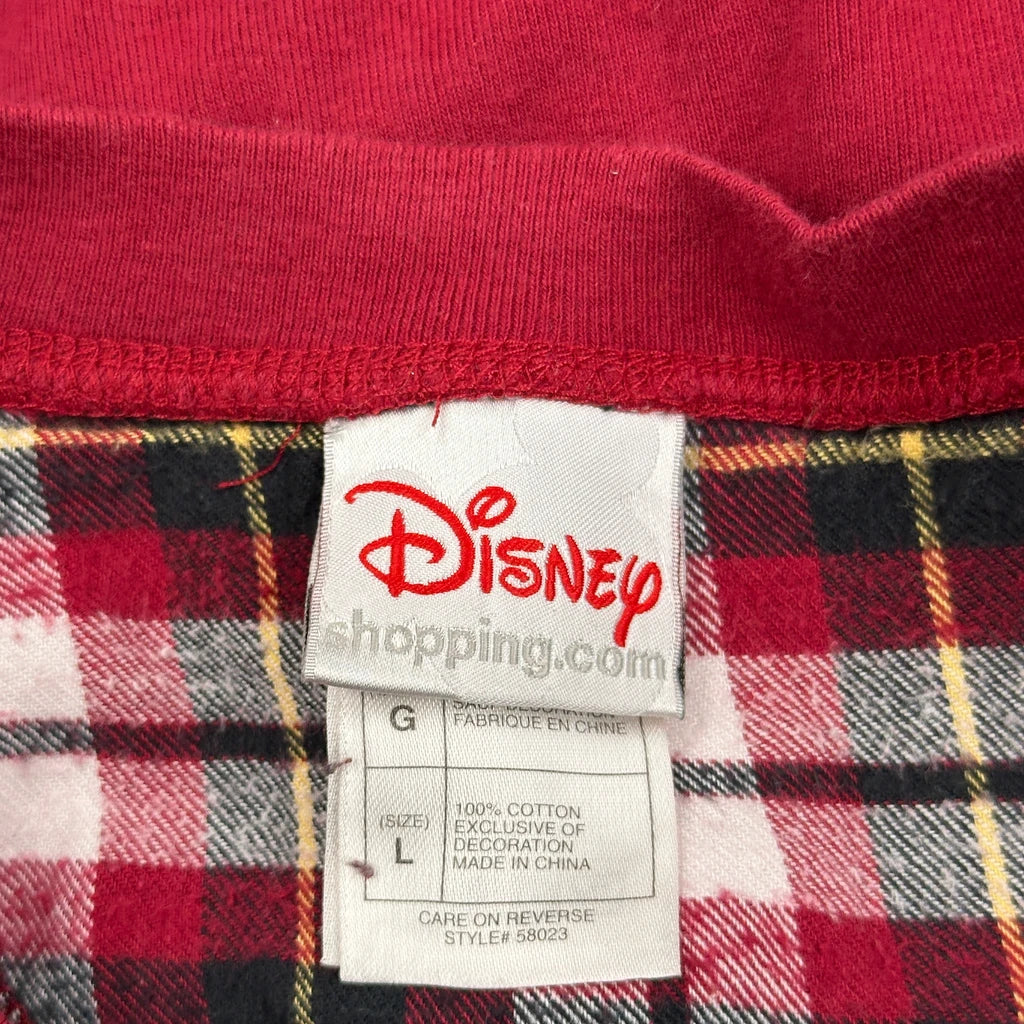 Disney
shopping.com
G
FABRIQUE EN CHINE
(SIZE)
L
100% COTTON
EXCLUSIVE OF
DECORATION
MADE IN CHINA
CARE ON REVERSE
STYLE# 58023